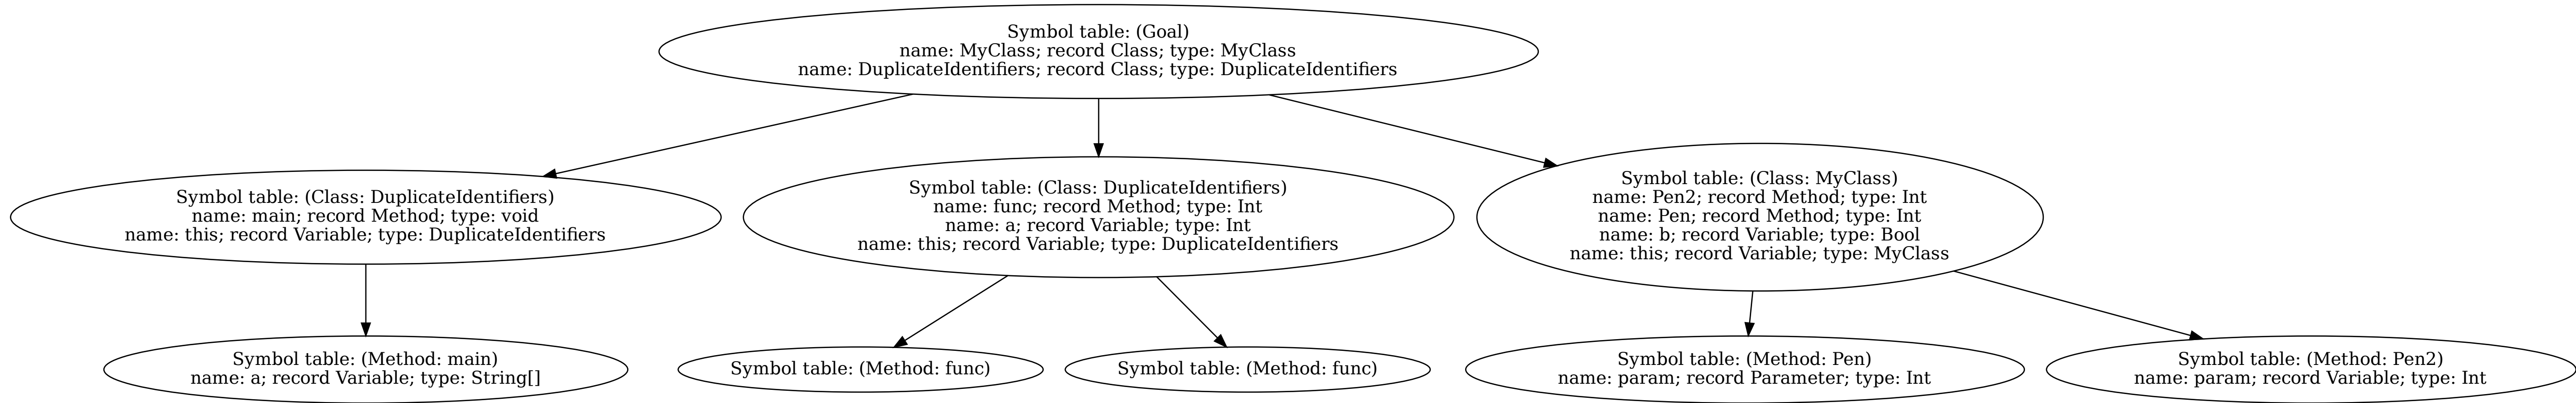 Symbol table: (Goal)
name: MyClass; record Class; type: MyClass
name: DuplicateIdentifiers; record Class; type: DuplicateIdentifiers
Symbol table: (Class: DuplicateIdentifiers)
name: main; record Method; type: void
name: this; record Variable; type: DuplicateIdentifiers
Symbol table: (Class: DuplicateIdentifiers)
name: func; record Method; type: Int
name: a; record Variable; type: Int
name: this; record Variable; type: DuplicateIdentifiers
Symbol table: (Class: MyClass)
name: Pen2; record Method; type: Int
name: Pen; record Method; type: Int
name: b; record Variable; type: Bool
name: this; record Variable; type: MyClass
Symbol table: (Method: main)
name: a; record Variable; type: String[]
Symbol table: (Method: func)
Symbol table: (Method: func)
Symbol table: (Method: Pen)
name: param; record Parameter; type: Int
Symbol table: (Method: Pen2)
name: param; record Variable; type: Int